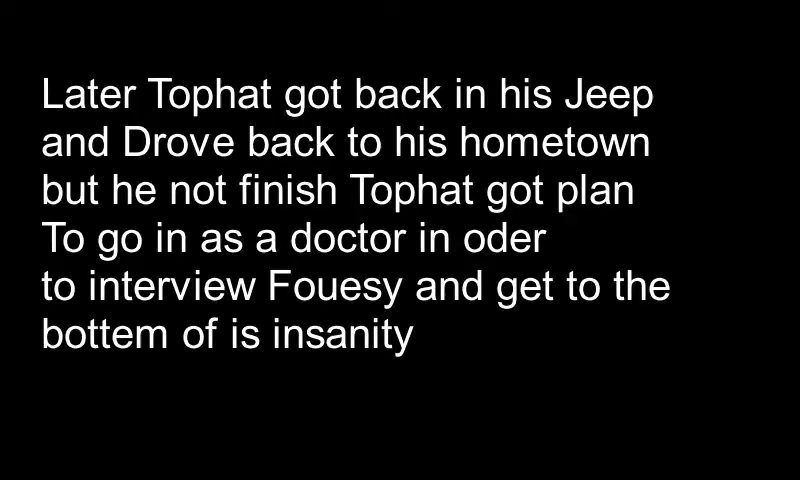 Later Tophat got back in his Jeep
and Drove back to his hometown
but he not finish Tophat got plan
To go in as a doctor in oder
to interview Fouesy and get to the
bottem of is insanity